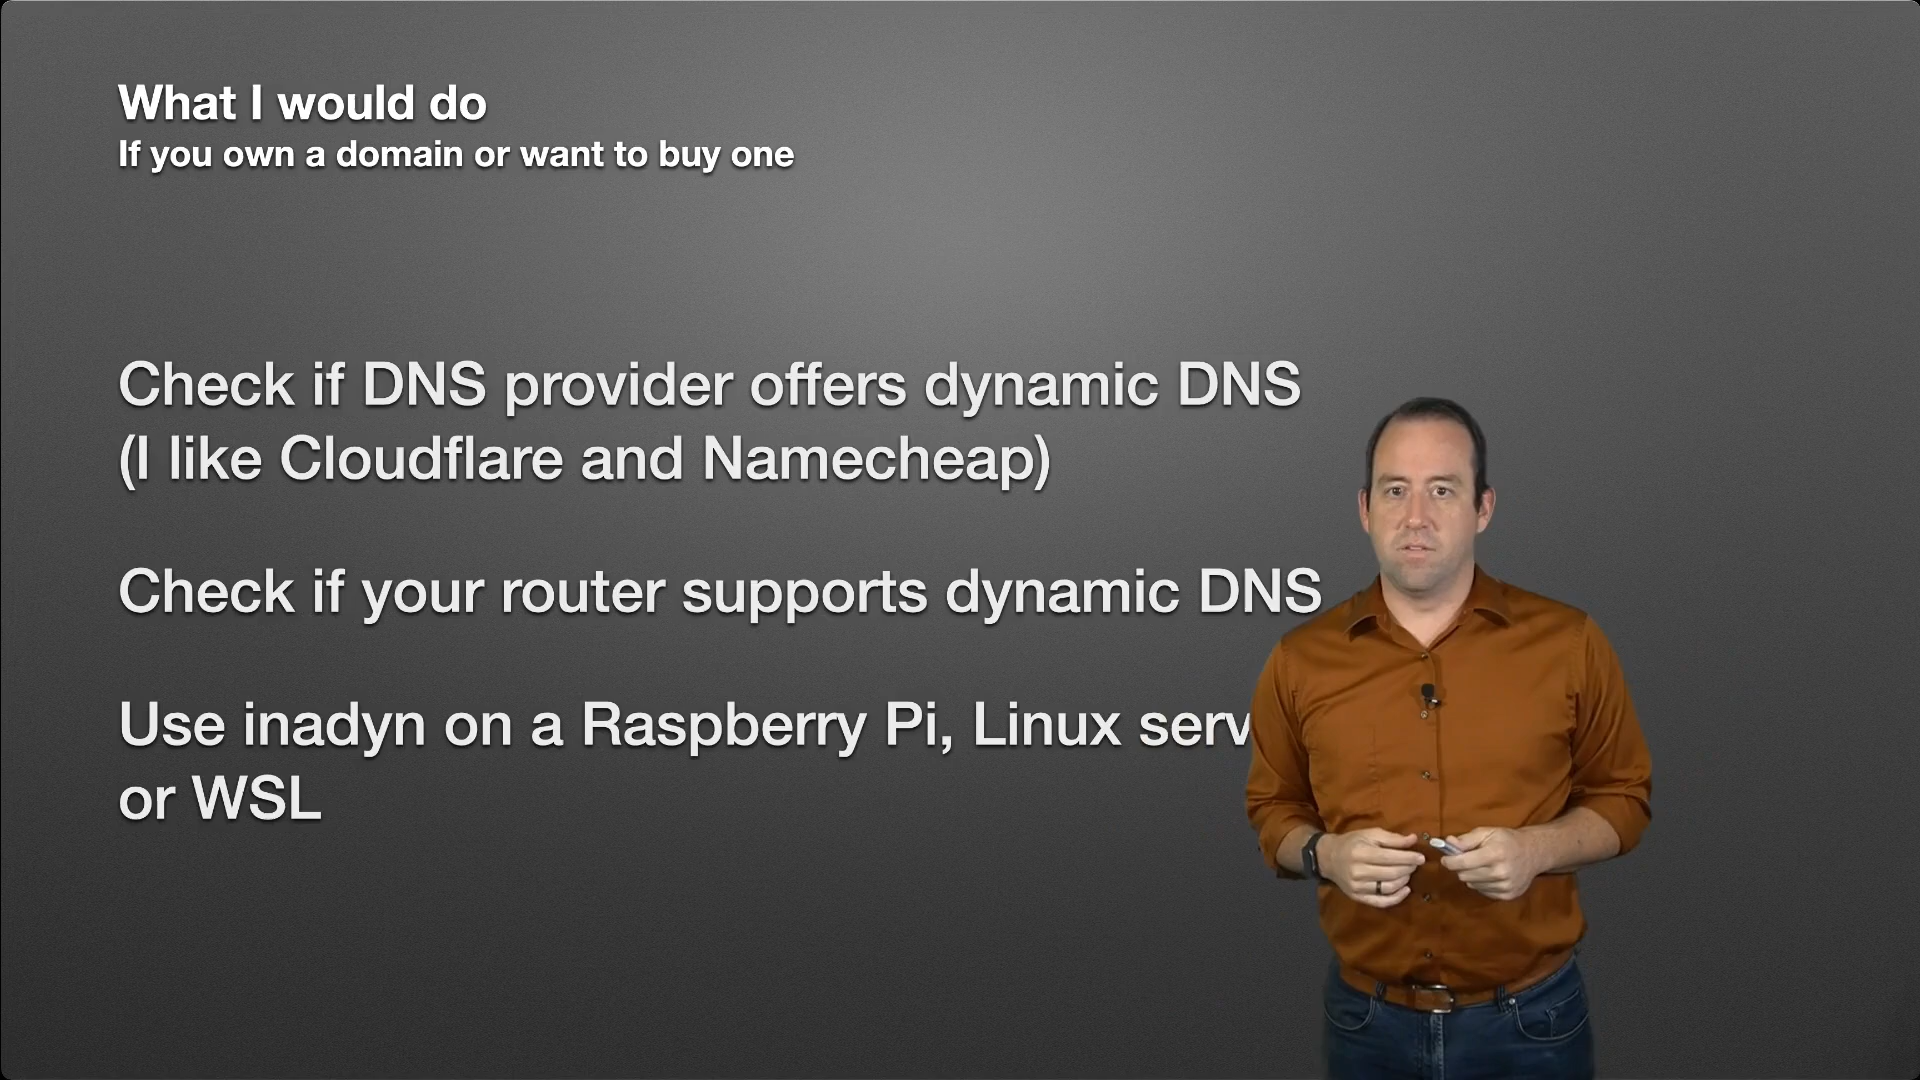 What I would do
If you own a domain or want to buy one
Check if DNS provider offers dynamic DNS
(I like Cloudflare and Namecheap)
Check if your router supports dynamic DNS
Use inadyn on a Raspberry Pi, Linux
or WSL